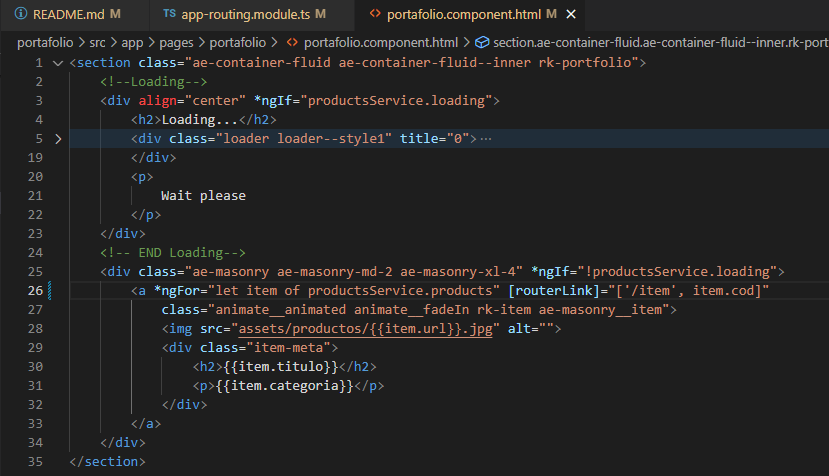 README.md M
app-routing.module.ts M
portafolio.component.html M
portafolio > src > app > pages > portafolio > portafolio.component.html > section.ae-container-fluid.ae-container-fluid--inner.rk-port
1 <section class="ae-container-fluid ae-container-fluid--inner rk-portfolio">
2 <!--Loading-->
3 <div align="center" *ngIf="productsService.loading">
4 <h2>Loading...</h2>
5 <div class="loader loader--style1" title="0">…
19 </div>
20 <p>
21 Wait please
22 </p>
23 </div>
24 <!-- END Loading-->
25 <div class="ae-masonry ae-masonry-md-2 ae-masonry-xl-4" *ngIf="!productsService.loading">
26 <a *ngFor="let item of productsService.products" [routerLink]="['/item', item.cod]"
27 class="animate__animated animate__fadeIn rk-item ae-masonry__item">
28 <img src="assets/productos/{{item.url}}.jpg" alt="">
29 <div class="item-meta">
30 <h2>{{item.titulo}}</h2>
31 <p>{{item.categoria}}</p>
32 </div>
33 </a>
34 </div>
35 </section>